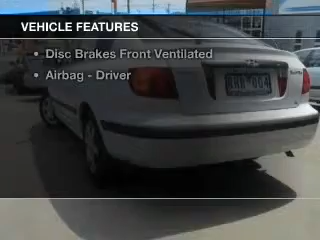 VEHICLE FEATURES
• Disc Brakes Front Ventilated
• Airbag - Driver